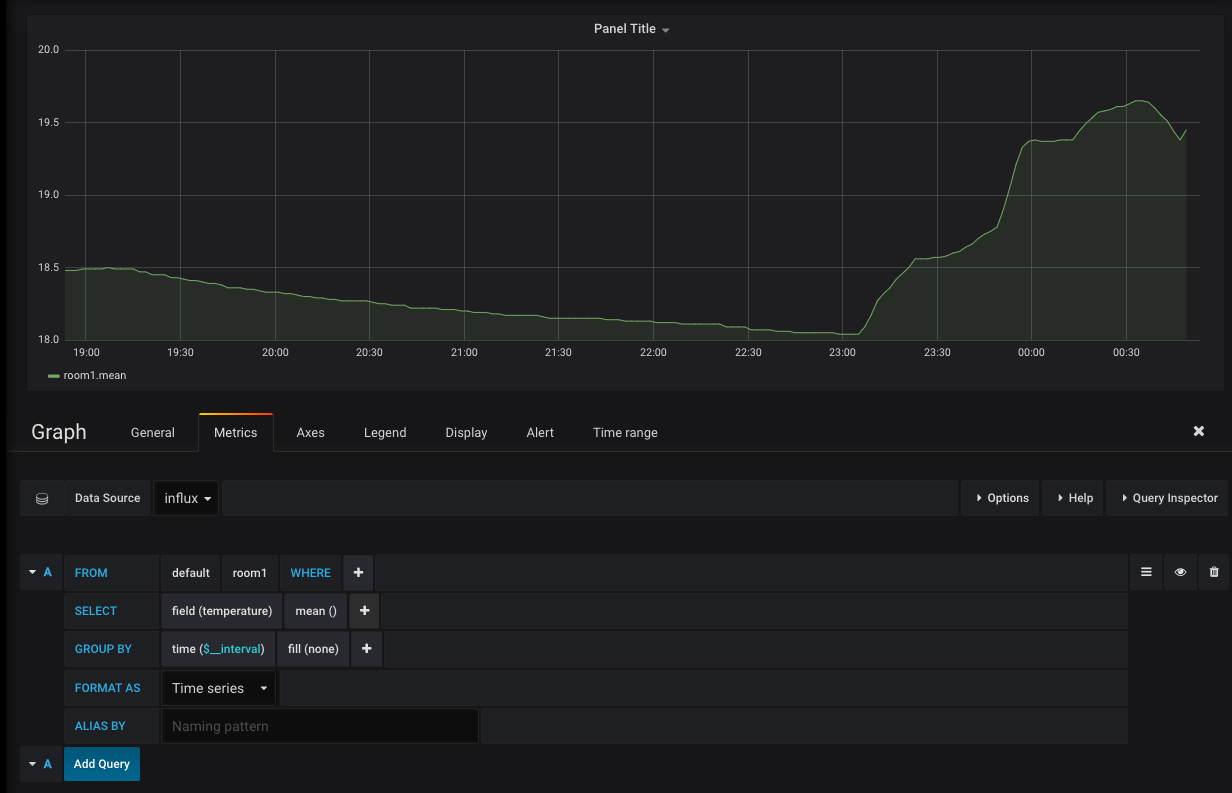 Panel Title
20.0
19.5
19.0
18.5
18.0
19:00 19:30 20:00 20:30 21:00 21:30 22:00 22:30 23:00 23:30 00:00 00:30
room1.mean
Graph General Metrics Axes Legend Display Alert Time range
Data Source influx Options Help Query Inspector
A FROM default room1 WHERE +
SELECT field (temperature) mean () +
GROUP BY time ($__interval) fill (none) +
FORMAT AS Time series
ALIAS BY Naming pattern
A Add Query